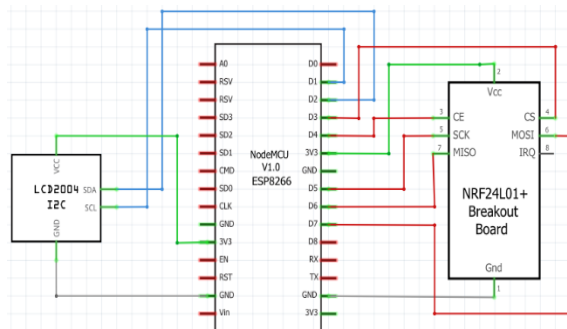 A0
RSV
RSV
SD3
SD2
SD1
CMD
SD0
CLK
GND
3V3
EN
RST
GND
Vin
NodeMCU
V1.0
ESP8266
D0
D1
D2
D3
D4
3V3
GND
D5
D6
D7
D8
RX
TX
GND
3V3
VCC
LCD2004
I2C
SDA
SCL
GND
2
Vcc
3
CE
5
SCK
7
MISO
CS
4
MOSI
6
IRQ
8
NRF24L01+
Breakout
Board
Gnd
1